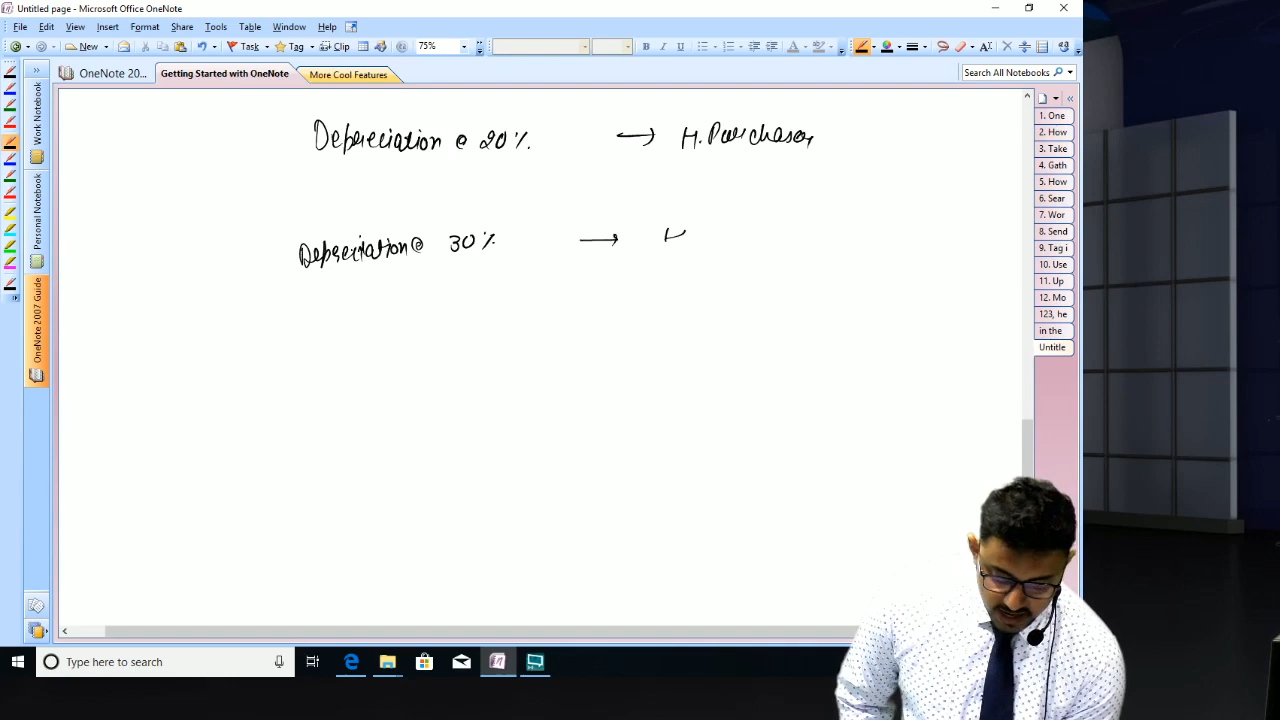 Untitled page - Microsoft Office OneNote
File Edit View Insert Format Share Tools Table Window Help
New Task Tag Clip 75%
OneNote 20... Getting Started with OneNote More Cool Features Search All Notebooks
Work Notebook
Personal Notebook
OneNote 2007 Guide
Depreciation @ 20% → H. Purchaser
Depreciation @ 30% →
1. One
2. How
3. Take
4. Gath
5. How
6. Sear
7. Wor
8. Send
9. Tag i
10. Use
11. Up
12. Mo
123, he
in the
Untitle
Type here to search